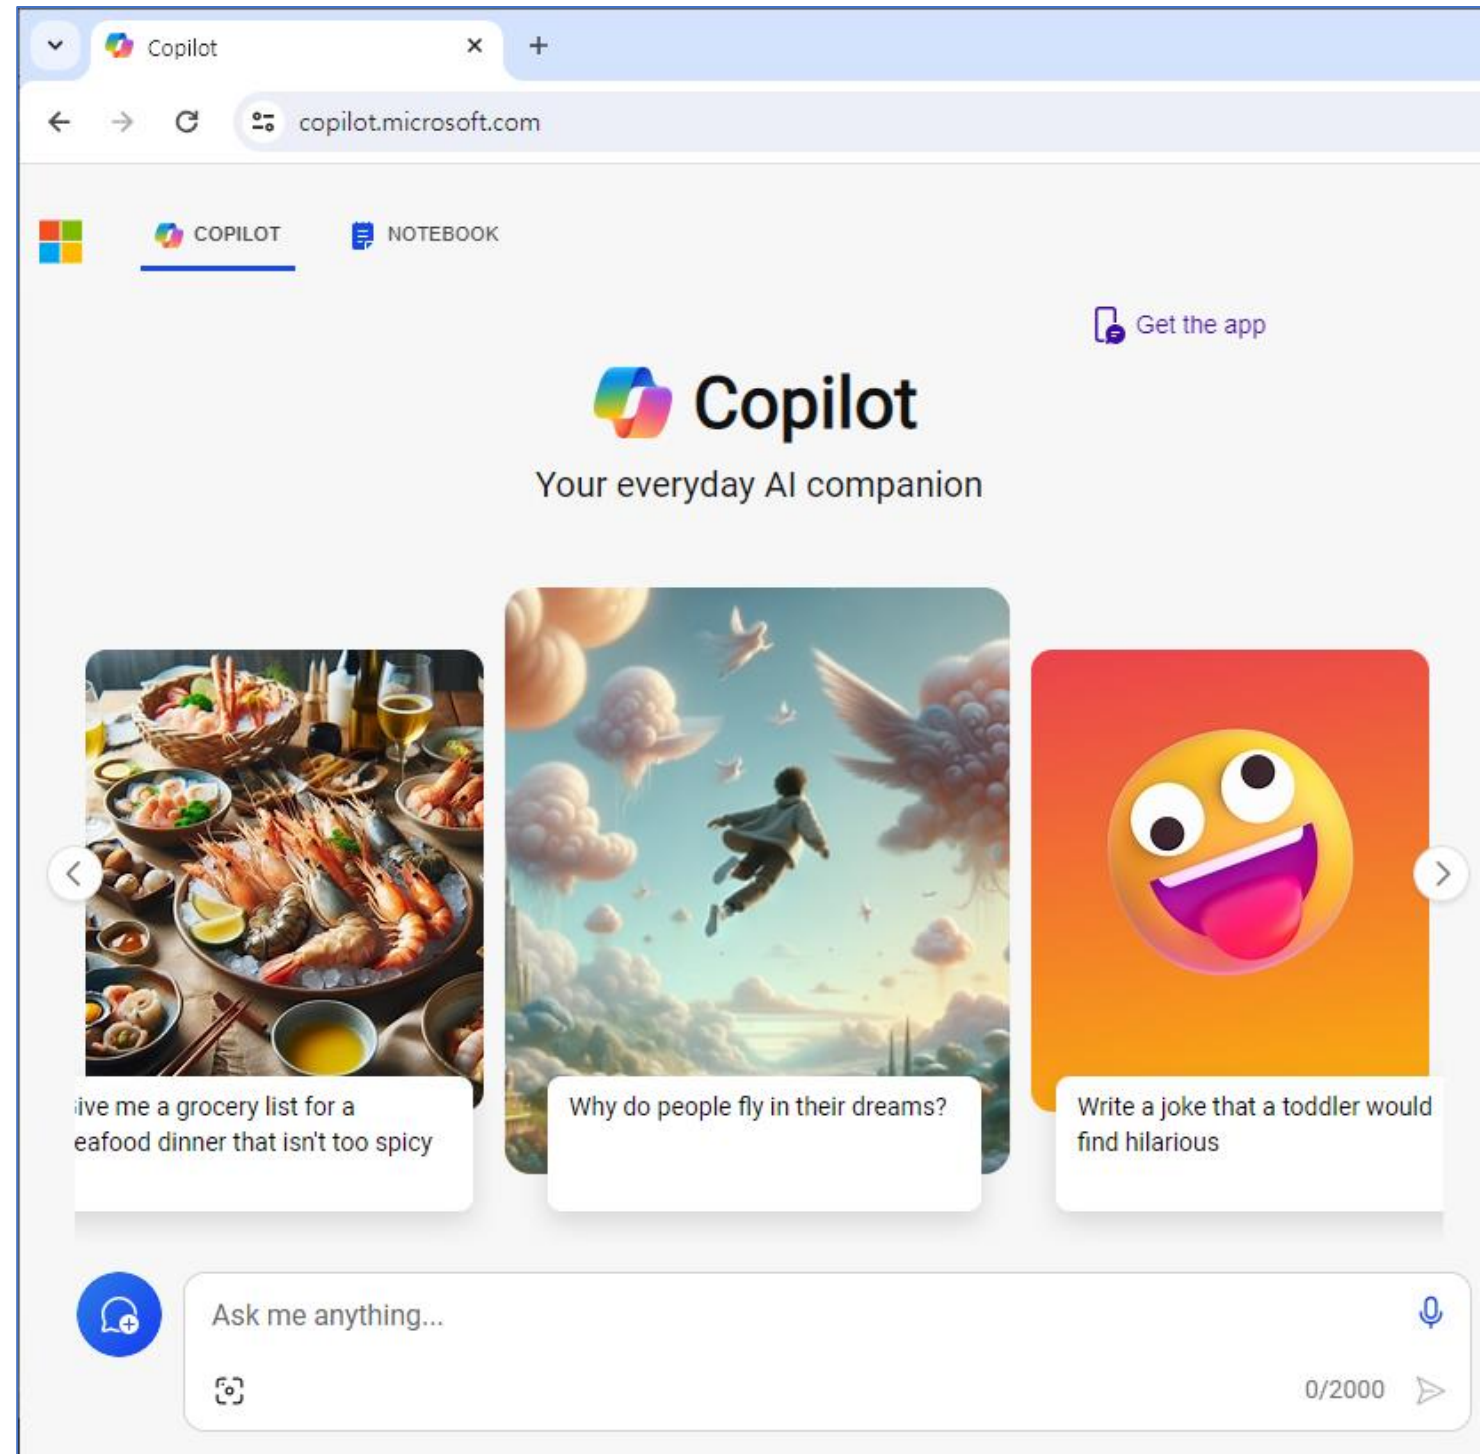 Copilot
copilot.microsoft.com
COPILOT
NOTEBOOK
Get the app
Copilot
Your everyday AI companion
ive me a grocery list for a
eafood dinner that isn't too spicy
Why do people fly in their dreams?
Write a joke that a toddler would
find hilarious
Ask me anything...
0/2000